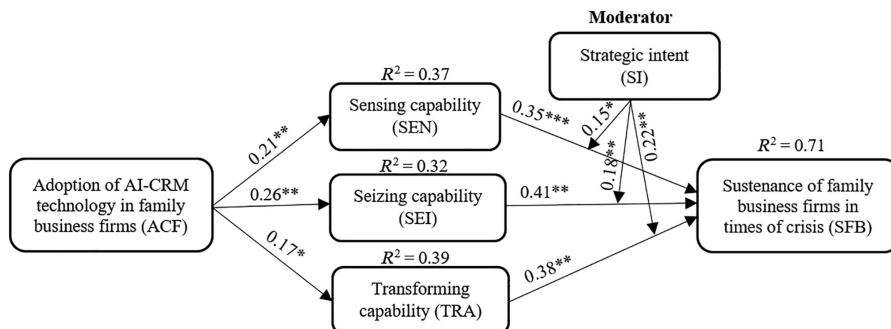 Moderator
Strategic intent
(SI)
R² = 0.37
Sensing capability
(SEN)
0.35***
0.15*
0.22**
0.18**
0.21**
R² = 0.32
R² = 0.71
Adoption of AI-CRM
technology in family
business firms (ACF)
0.26**
Seizing capability
(SEI)
0.41**
Sustenance of family
business firms in
times of crisis (SFB)
0.17*
R² = 0.39
Transforming
capability (TRA)
0.38**